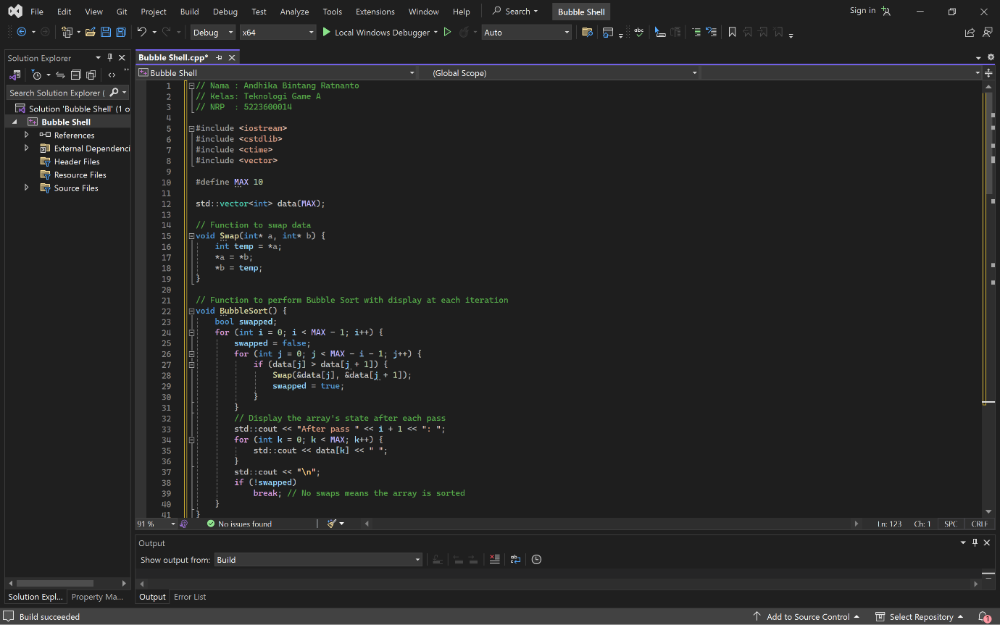 File Edit View Git Project Build Debug Test Analyze Tools Extensions Window Help Search Bubble Shell Sign in
Debug x64 Local Windows Debugger Auto
Solution Explorer
Search Solution Explorer (
Solution 'Bubble Shell' (1 o
Bubble Shell
References
External Dependenci
Header Files
Resource Files
Source Files
Solution Expl... Property Ma...
Bubble Shell.cpp*
Bubble Shell (Global Scope)
1 // Nama : Andhika Bintang Ratnanto
2 // Kelas: Teknologi Game A
3 // NRP  : 5223600014
4
5 #include <iostream>
6 #include <cstdlib>
7 #include <ctime>
8 #include <vector>
9
10 #define MAX 10
11
12 std::vector<int> data(MAX);
13
14 // Function to swap data
15 void Swap(int* a, int* b) {
16     int temp = *a;
17     *a = *b;
18     *b = temp;
19 }
20
21 // Function to perform Bubble Sort with display at each iteration
22 void BubbleSort() {
23     bool swapped;
24     for (int i = 0; i < MAX - 1; i++) {
25         swapped = false;
26         for (int j = 0; j < MAX - i - 1; j++) {
27             if (data[j] > data[j + 1]) {
28                 Swap(&data[j], &data[j + 1]);
29                 swapped = true;
30             }
31         }
32         // Display the array's state after each pass
33         std::cout << "After pass " << i + 1 << ": ";
34         for (int k = 0; k < MAX; k++) {
35             std::cout << data[k] << " ";
36         }
37         std::cout << "\n";
38         if (!swapped)
39             break; // No swaps means the array is sorted
40     }
41 }
91 % No issues found Ln: 123 Ch: 1 SPC CRLF
Output
Show output from: Build
Output Error List
Build succeeded Add to Source Control Select Repository 1